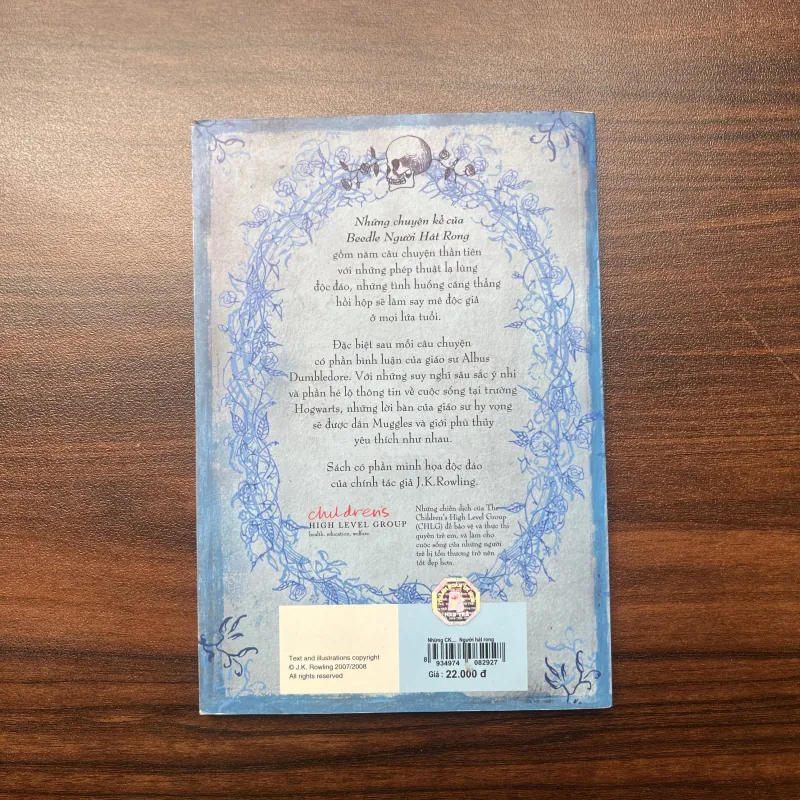 Những chuyện kể của
Beedle Người Hát Rong
gồm năm câu chuyện thần tiên
với những phép thuật lạ lùng
độc đáo, những tình huống căng thẳng
hồi hộp sẽ làm say mê độc giả
ở mọi lứa tuổi.
Đặc biệt sau mỗi câu chuyện
có phần bình luận của giáo sư Albus
Dumbledore. Với những suy nghĩ sâu sắc ý nhị
và phần hé lộ thông tin về cuộc sống tại trường
Hogwarts, những lời bàn của giáo sư hy vọng
sẽ được dân Muggles và giới phù thủy
yêu thích như nhau.
Sách có phần minh họa độc đáo
của chính tác giả J.K.Rowling.
childrens
HIGH LEVEL GROUP
health, education, welfare
Những chiến dịch của The
Children's High Level Group
(CHLG) để bảo vệ và thực thi
quyền trẻ em, và làm cho
cuộc sống của những người
trẻ bị tổn thương trở nên
tốt đẹp hơn.
Text and illustrations copyright
© J.K. Rowling 2007/2008
All rights reserved
Những CK.... Người hát rong
8 934974 082927
Giá : 22.000 đ